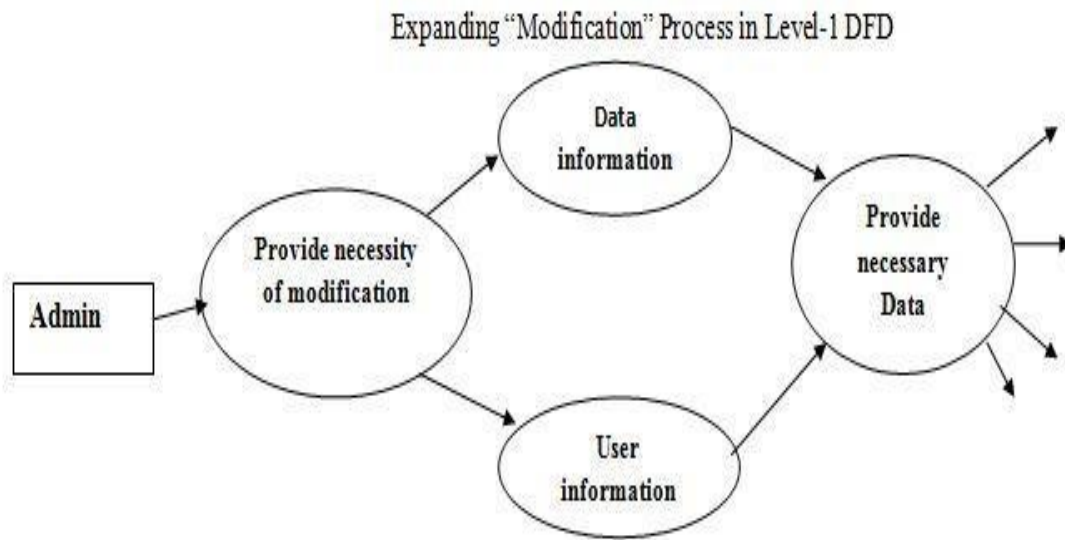 Expanding “Modification” Process in Level-1 DFD
Data
information
Provide necessity
of modification
Admin
Provide
necessary
Data
User
information